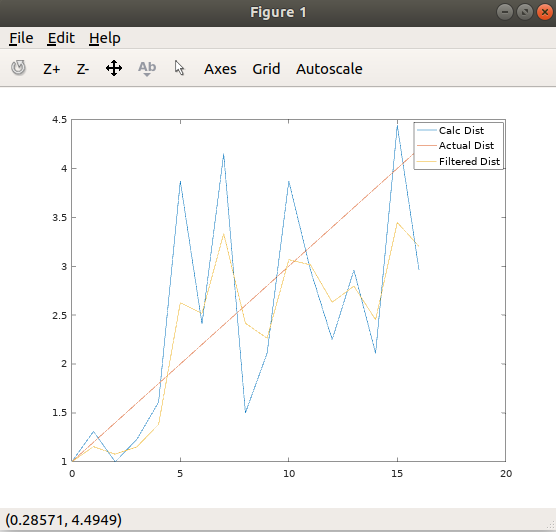 Figure 1
File Edit Help
Z+ Z- Ab Axes Grid Autoscale
4.5
Calc Dist
Actual Dist
Filtered Dist
4
3.5
3
2.5
2
1.5
1
0 5 10 15 20
(0.28571, 4.4949)